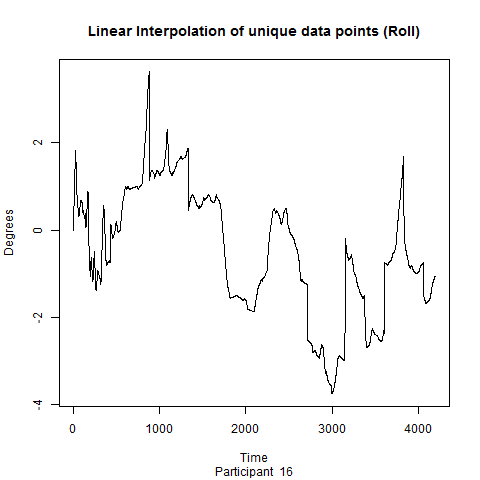 Linear Interpolation of unique data points (Roll)
Degrees
2
0
-2
-4
0 1000 2000 3000 4000
Time
Participant 16